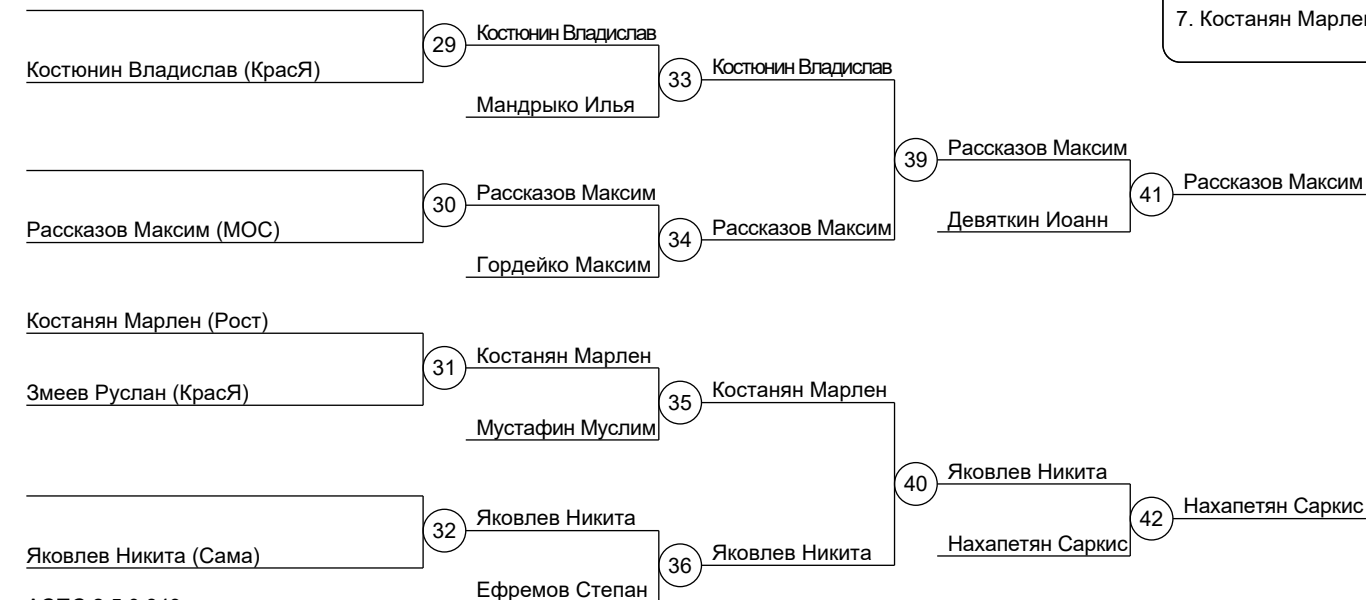 7. Костанян Марлен
29
Костюнин Владислав
Костюнин Владислав (КрасЯ)
33
Костюнин Владислав
Мандрыко Илья
39
Рассказов Максим
30
Рассказов Максим
41
Рассказов Максим
Рассказов Максим (МОС)
34
Рассказов Максим
Девяткин Иоанн
Гордейко Максим
Костанян Марлен (Рост)
31
Костанян Марлен
Змеев Руслан (КрасЯ)
35
Костанян Марлен
Мустафин Муслим
40
Яковлев Никита
32
Яковлев Никита
42
Нахапетян Саркис
Яковлев Никита (Сама)
36
Яковлев Никита
Нахапетян Саркис
Ефремов Степан